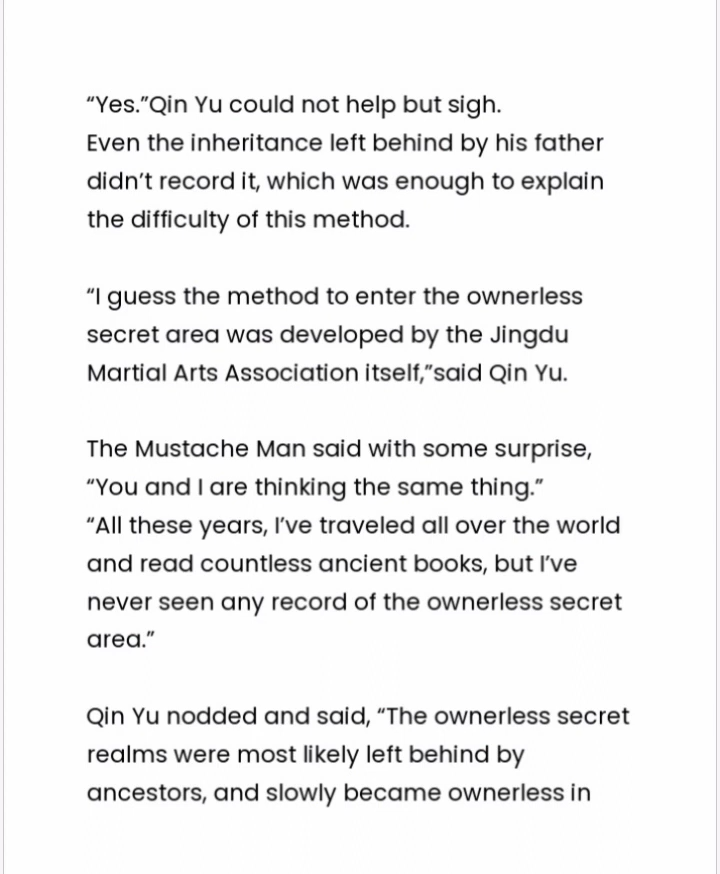 “Yes.”Qin Yu could not help but sigh.
Even the inheritance left behind by his father
didn’t record it, which was enough to explain
the difficulty of this method.
“I guess the method to enter the ownerless
secret area was developed by the Jingdu
Martial Arts Association itself,”said Qin Yu.
The Mustache Man said with some surprise,
“You and I are thinking the same thing.”
“All these years, I’ve traveled all over the world
and read countless ancient books, but I’ve
never seen any record of the ownerless secret
area.”
Qin Yu nodded and said, “The ownerless secret
realms were most likely left behind by
ancestors, and slowly became ownerless in